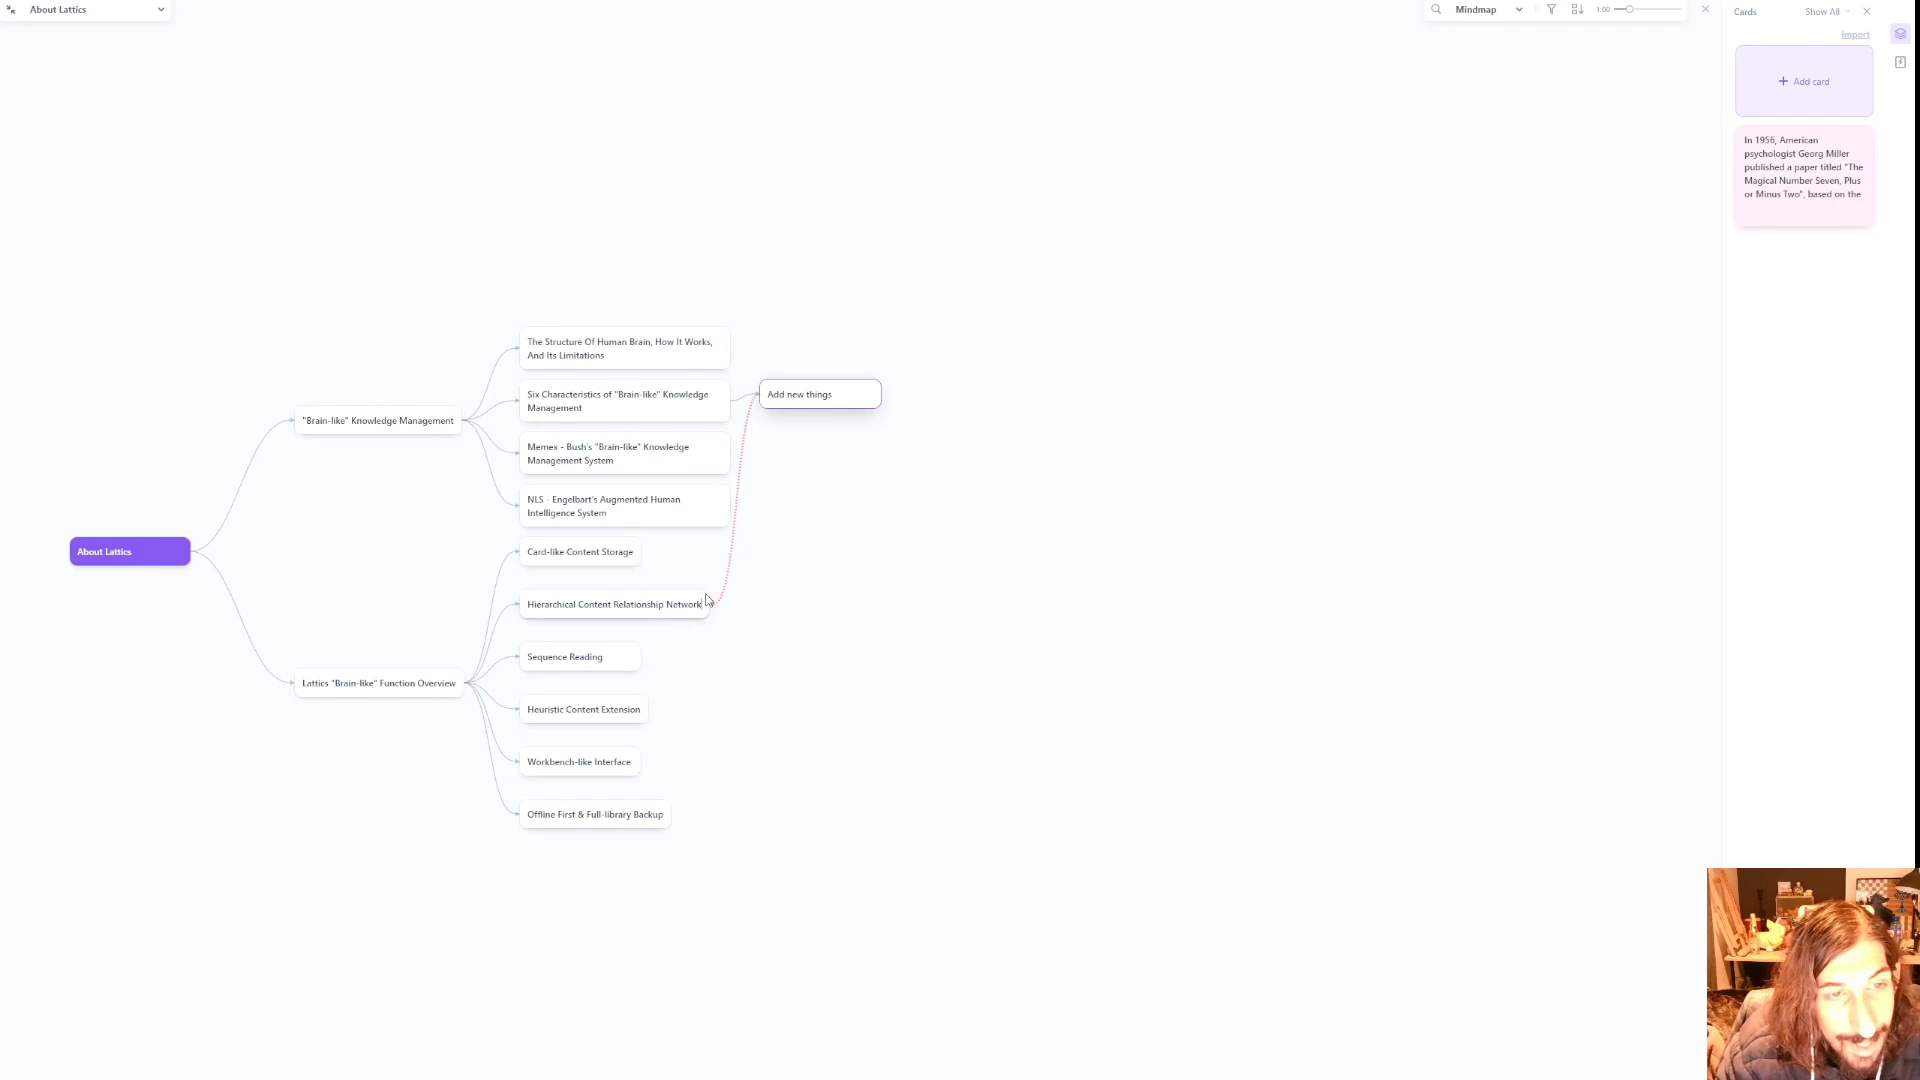 About Lattics
Mindmap
1.00
Cards
Show All
Import
+ Add card
In 1956, American
psychologist Georg Miller
published a paper titled "The
Magical Number Seven, Plus
or Minus Two", based on the
The Structure Of Human Brain, How It Works,
And Its Limitations
Six Characteristics of "Brain-like" Knowledge
Management
Add new things
"Brain-like" Knowledge Management
Memex - Bush's "Brain-like" Knowledge
Management System
NLS - Engelbart's Augmented Human
Intelligence System
About Lattics
Card-like Content Storage
Hierarchical Content Relationship Network
Sequence Reading
Lattics "Brain-like" Function Overview
Heuristic Content Extension
Workbench-like Interface
Offline First & Full-library Backup